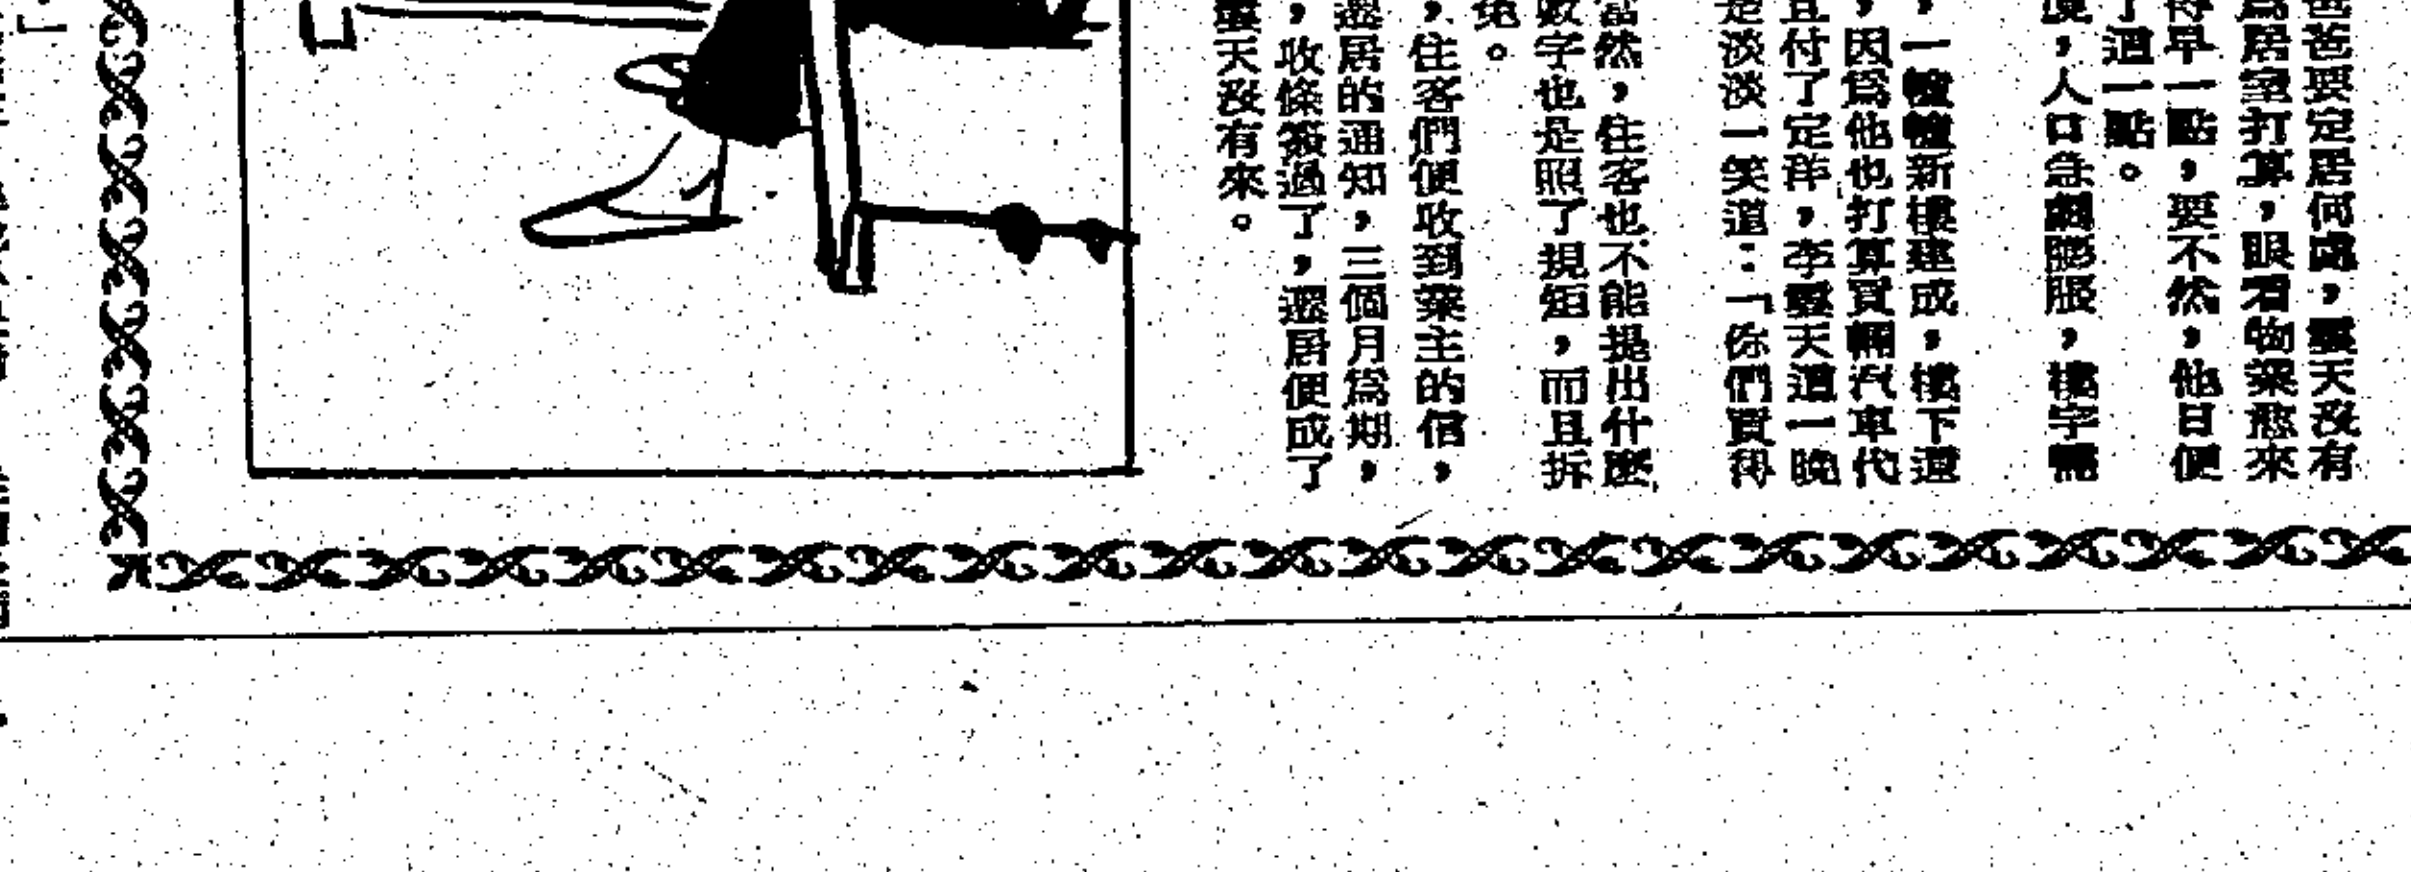 爸爸要定居何處，靈天沒有
爲居室打算，眼看物業愈來
得早一點，要不然，他日便
了這一點。
度，人口急劇膨脹，樓宇需
，一幢幢新樓建成，樓下還
，因爲他也打算買輛汽車代
且付了定洋，李靈天道一晚
是淡淡一笑道：「你們買得
當然，住客也不能提出什麼
數字也是照了規矩，而且拆
。
，住客們便收到業主的信，
遷居的通知，三個月爲期，
，收條簽過了，遷居便成了
靈天沒有來。